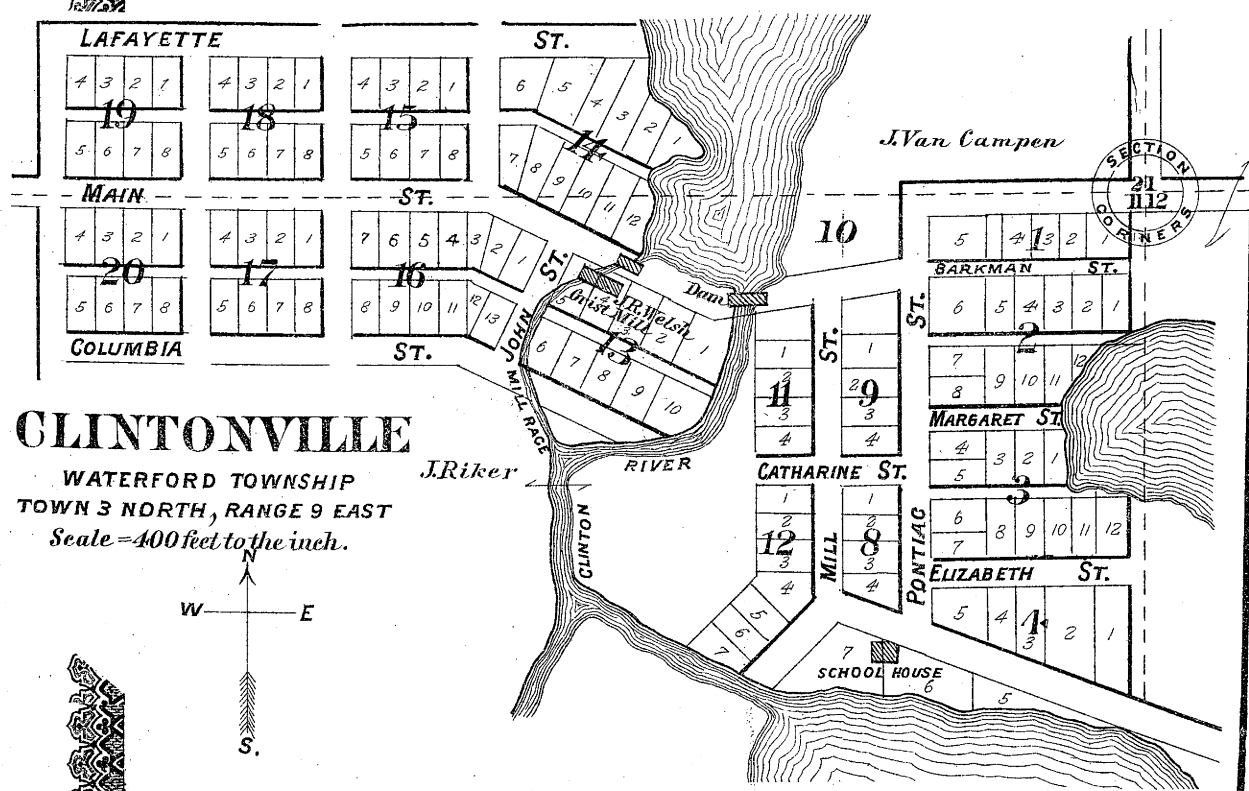 LAFAYETTE ST.
4 3 2 1
4 3 2 1
4 3 2 1
6 5 4 3 2 1
19 18 15 14
5 6 7 8
5 6 7 8
5 6 7 8
7 8 9 10 11 12
J. Van Campen
SECTION CORINERS
2 1
11 12
MAIN ST.
4 3 2 1
4 3 2 1
7 6 5 4 3 2 1
20 17 16
5 6 7 8
5 6 7 8
8 9 10 11 12 13
COLUMBIA ST.
JOHN ST.
10
5 4 3 2 1
J.R. Welsh
Grist Mill
13
6 7 8 9 10
Dam
MILL RACE
RIVER
CLINTON
J. Riker
5 4 3 2 1
1
BARKMAN ST.
6 5 4 3 2 1
2
7 8 9 10 11 12
MARGARET ST.
4 5 3 2 1
3
6 7 8 9 10 11 12
ELIZABETH ST.
5 4 3 2 1
4
PONTIAC ST.
MILL ST.
1 2 3 4
11
1 2 3 4
9
CATHARINE ST.
1 2 3 4 5 6 7
12
1 2 3 4
8
7 6 5
SCHOOL HOUSE
CLINTONVILLE
WATERFORD TOWNSHIP
TOWN 3 NORTH, RANGE 9 EAST
Scale = 400 feet to the inch.
N
W E
S.